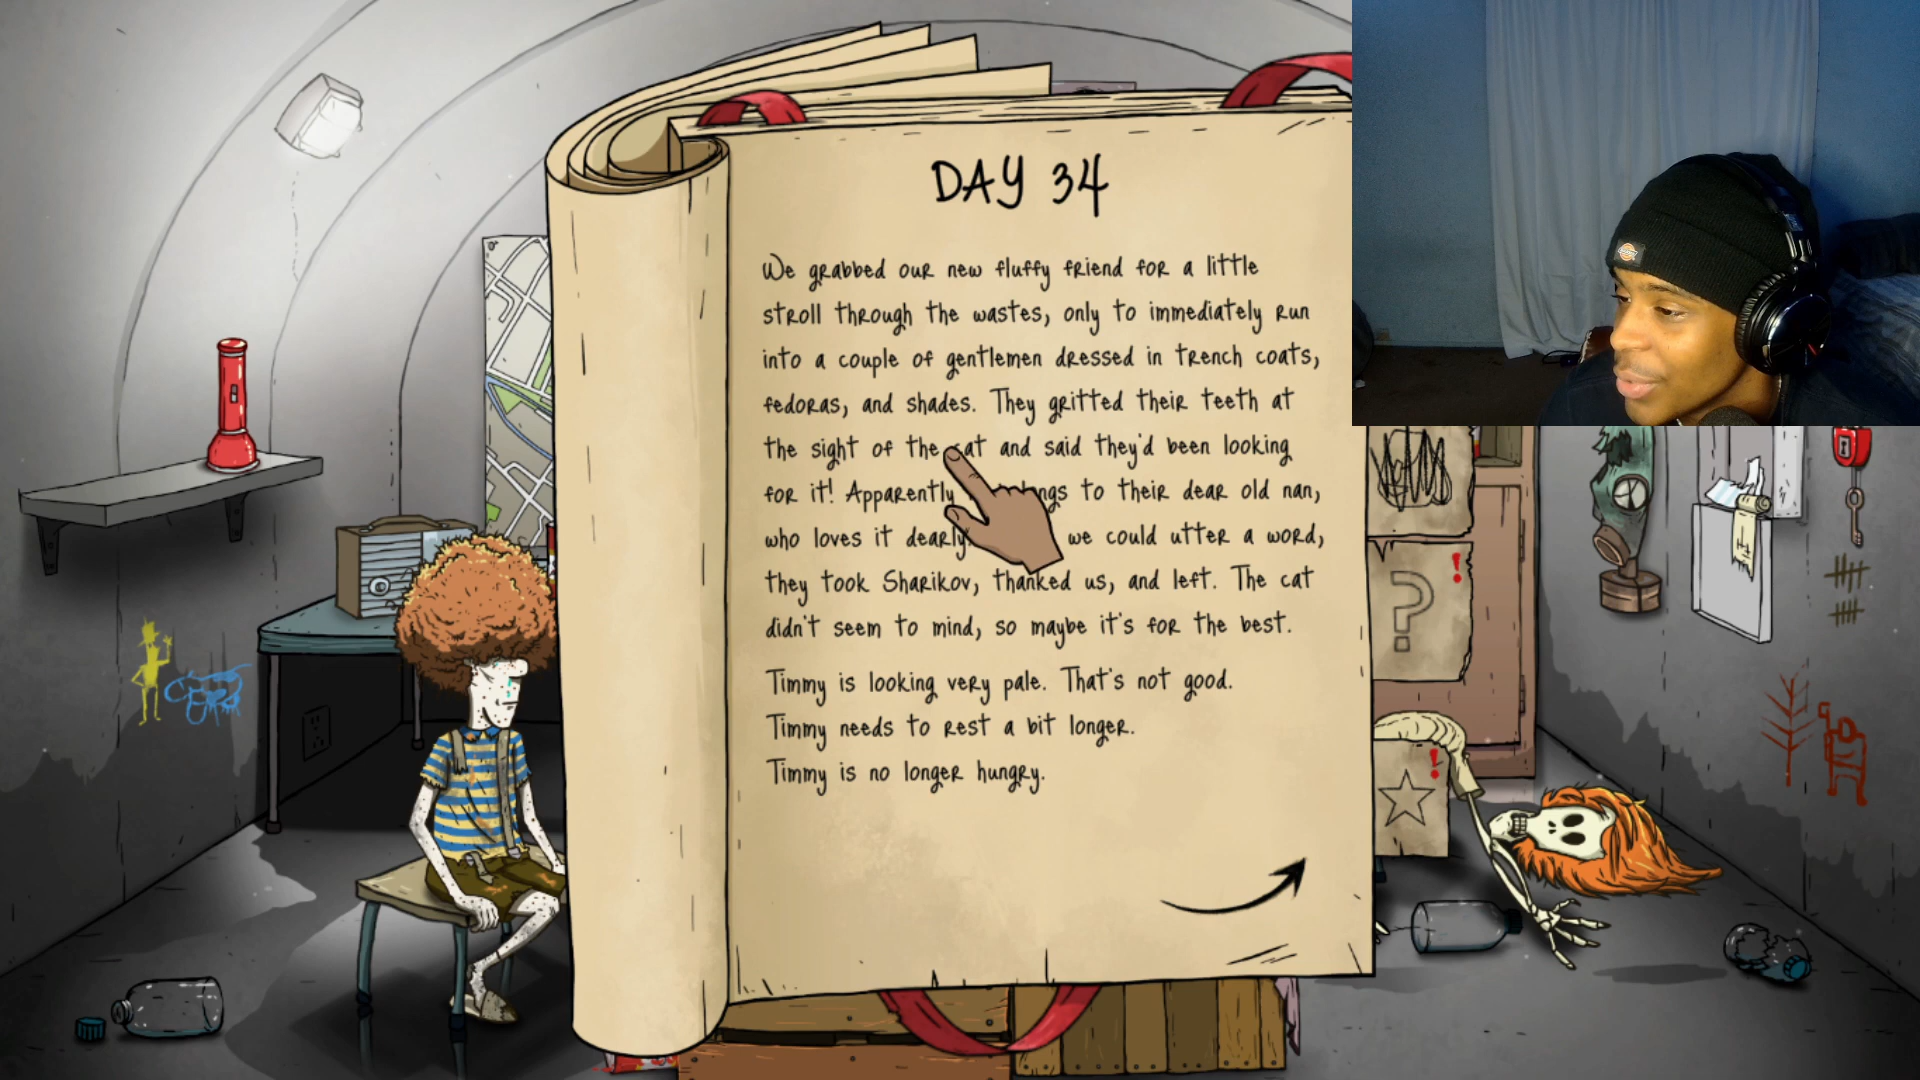 DAY 34
We grabbed our new fluffy friend for a little
stroll through the wastes, only to immediately run
into a couple of gentlemen dressed in trench coats,
fedoras, and shades. They gritted their teeth at
the sight of the cat and said they'd been looking
for it! Apparently to their dear old nan,
who loves it dearly we could utter a word,
they took Sharikov, thanked us, and left. The cat
didn't seem to mind, so maybe it's for the best.
Timmy is looking very pale. That's not good.
Timmy needs to rest a bit longer.
Timmy is no longer hungry.